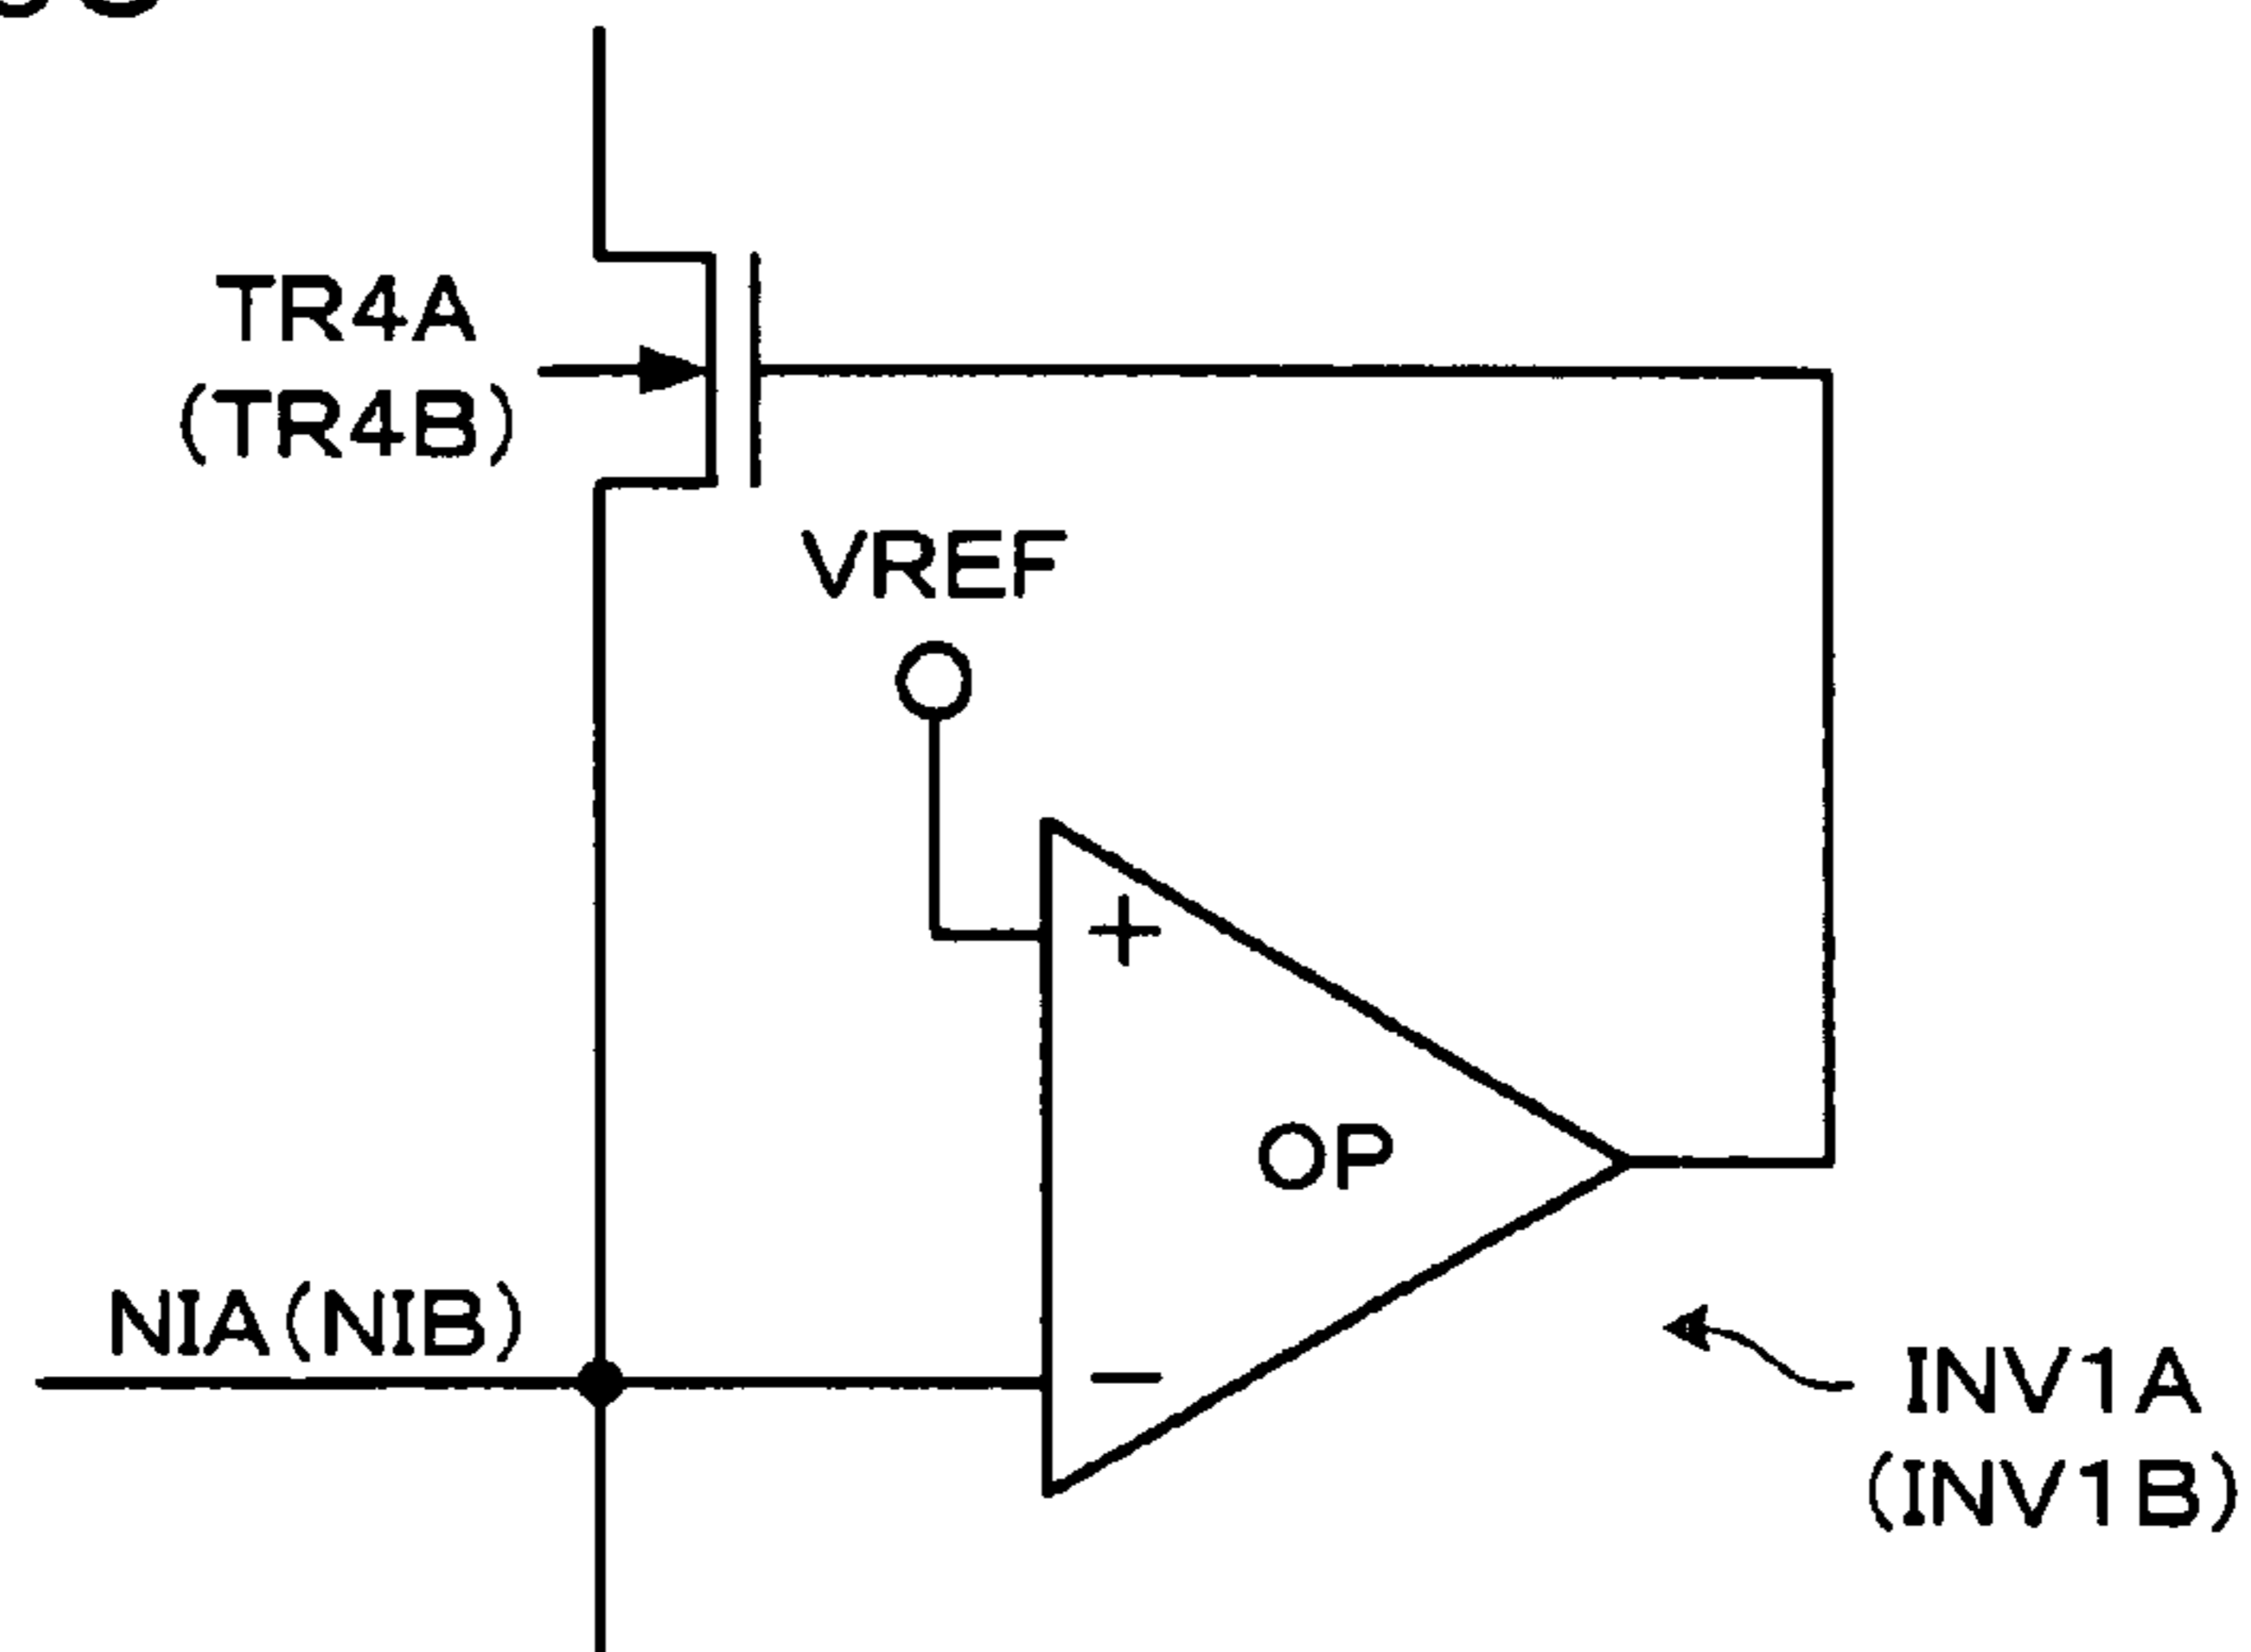 TR4A
(TR4B)
VREF
+
OP
NIA(NIB)
−
INV1A
(INV1B)